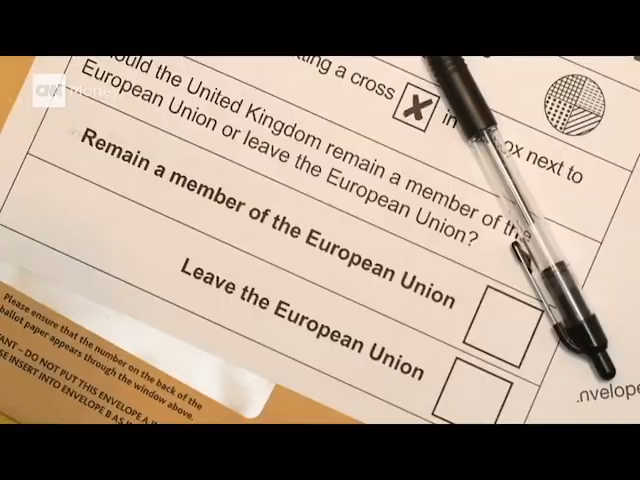 CNN Money
ting a cross in box next to
ould the United Kingdom remain a member of the
European Union or leave the European Union?
Remain a member of the European Union
Leave the European Union
Please ensure that the number on the back of the
ballot paper appears through the window above.
ANT - DO NOT PUT THIS ENVELOPE A IN
SE INSERT INTO ENVELOPE B AS
.nvelope